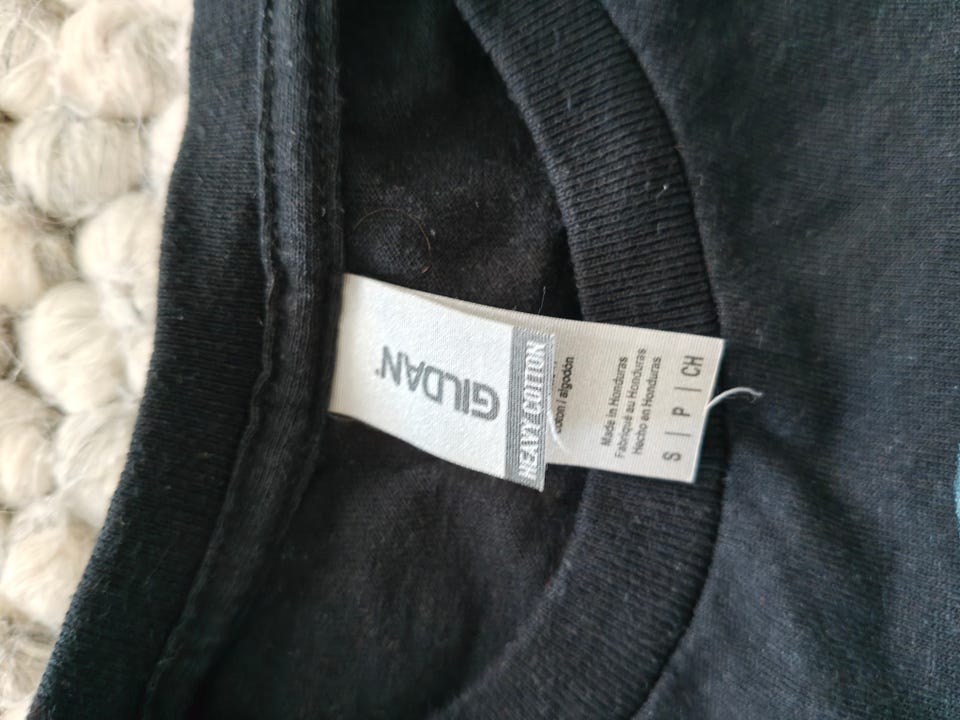 GILDAN
HEAVY COTTON
/ algodón
Made in Honduras
Fabriqué au Honduras
Hecho en Honduras
S | P | CH